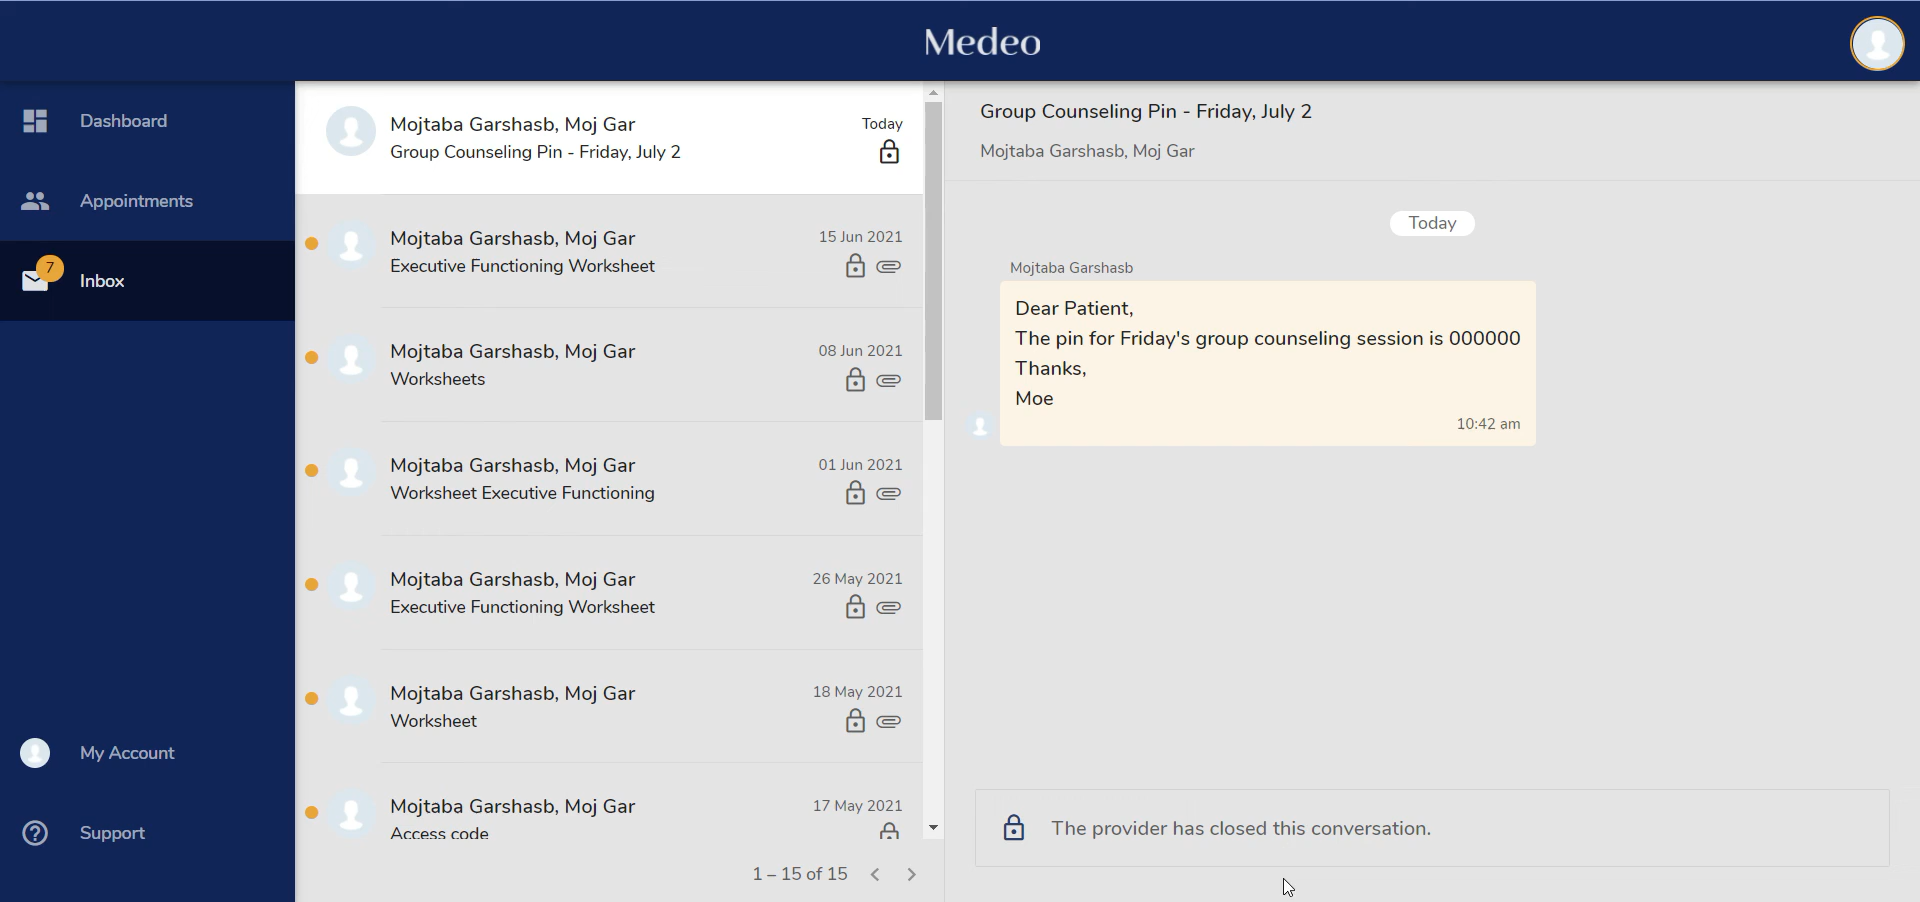 Medeo
Dashboard
Appointments
7
Inbox
My Account
Support
Mojtaba Garshasb, Moj Gar
Today
Group Counseling Pin - Friday, July 2
Mojtaba Garshasb, Moj Gar
15 Jun 2021
Executive Functioning Worksheet
Mojtaba Garshasb, Moj Gar
08 Jun 2021
Worksheets
Mojtaba Garshasb, Moj Gar
01 Jun 2021
Worksheet Executive Functioning
Mojtaba Garshasb, Moj Gar
26 May 2021
Executive Functioning Worksheet
Mojtaba Garshasb, Moj Gar
18 May 2021
Worksheet
Mojtaba Garshasb, Moj Gar
17 May 2021
Access code
1 – 15 of 15
Group Counseling Pin - Friday, July 2
Mojtaba Garshasb, Moj Gar
Today
Mojtaba Garshasb
Dear Patient,
The pin for Friday's group counseling session is 000000
Thanks,
Moe
10:42 am
The provider has closed this conversation.